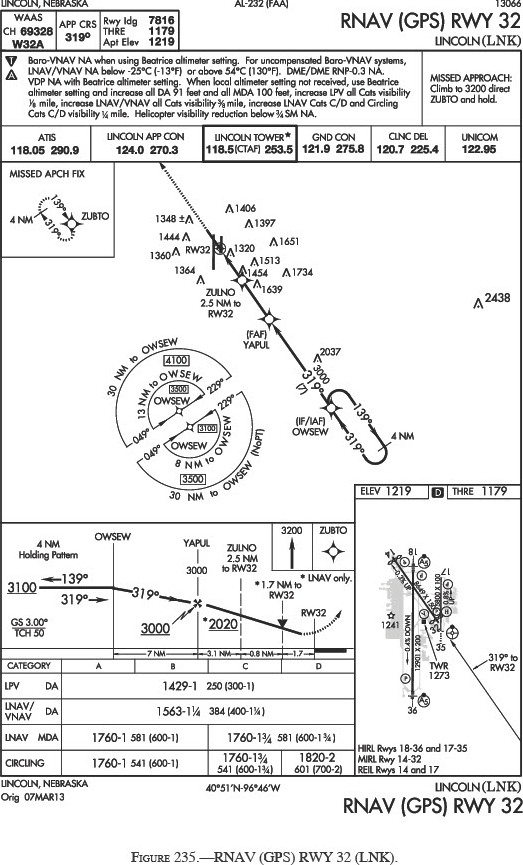 LINCOLN, NEBRASKA
AL-232 (FAA)
13066
WAAS
CH 69328
W32A
APP CRS
319°
Rwy ldg 7816
THRE 1179
Apt Elev 1219
RNAV (GPS) RWY 32
LINCOLN (LNK)
T
A
Baro-VNAV NA when using Beatrice altimeter setting. For uncompensated Baro-VNAV systems,
LNAV/VNAV NA below -25°C (-13°F) or above 54°C (130°F). DME/DME RNP-0.3 NA.
VDP NA with Beatrice altimeter setting. When local altimeter setting not received, use Beatrice
altimeter setting and increase all DA 91 feet and all MDA 100 feet, increase LPV all Cats visibility
⅛ mile, increase LNAV/VNAV all Cats visibility ⅜ mile, increase LNAV Cats C/D and Circling
Cats C/D visibility ¼ mile. Helicopter visibility reduction below ¾ SM NA.
MISSED APPROACH:
Climb to 3200 direct
ZUBTO and hold.
ATIS
118.05 290.9
LINCOLN APP CON
124.0 270.3
LINCOLN TOWER*
118.5 (CTAF) 253.5
GND CON
121.9 275.8
CLNC DEL
120.7 225.4
UNICOM
122.95
MISSED APCH FIX
4 NM
139°
319°
ZUBTO
1406
1348 ±
1397
1444
1651
1360
RW32
1320
1513
1364
1454
1734
1639
ZULNO
2.5 NM to
RW32
2438
(FAF)
YAPUL
2037
3000
319°
(7)
(IF/IAF)
OWSEW
139°
319°
4 NM
30 NM to OWSEW
4100
13 NM to OWSEW
3500
OWSEW
229°
049°
229°
049°
3100
OWSEW
8 NM to OWSEW
3500
30 NM to OWSEW (NoPT)
ELEV 1219
D
THRE 1179
4 NM
Holding Pattern
OWSEW
YAPUL
3000
ZULNO
2.5 NM
to RW32
3200
ZUBTO
* LNAV only.
*1.7 NM to
RW32
RW32
3100
139°
319°
319°
3000
*2020
GS 3.00°
TCH 50
7 NM
3.1 NM
0.8 NM
1.7
14
18
17
8649 X 150
5800 X 100
0.4% DOWN
12901 X 200
1241
35
36
TWR
1273
319° to
RW32
HIRL Rwys 18-36 and 17-35
MIRL Rwy 14-32
REIL Rwys 14 and 17
CATEGORY A B C D
LPV DA 1429-1 250 (300-1)
LNAV/
VNAV DA 1563-1¼ 384 (400-1¼)
LNAV MDA 1760-1 581 (600-1) 1760-1¾ 581 (600-1¾)
CIRCLING 1760-1 541 (600-1) 1760-1¾ 541 (600-1¾) 1820-2 601 (700-2)
LINCOLN, NEBRASKA
Orig 07MAR13
40°51'N-96°46'W
LINCOLN (LNK)
RNAV (GPS) RWY 32
FIGURE 235.—RNAV (GPS) RWY 32 (LNK).